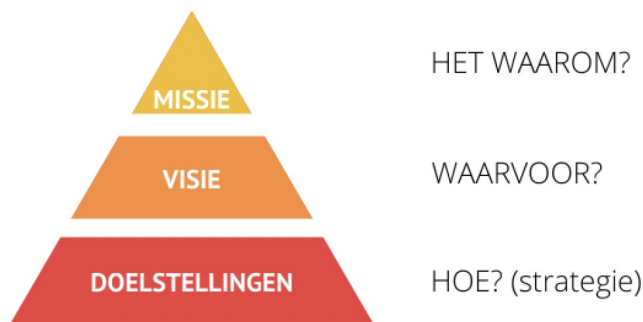 MISSIE
HET WAAROM?
VISIE
WAARVOOR?
DOELSTELLINGEN
HOE? (strategie)